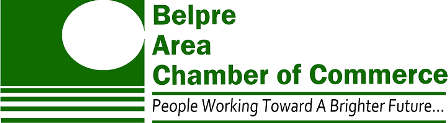 Belpre
Area
Chamber of Commerce
People Working Toward A Brighter Future...